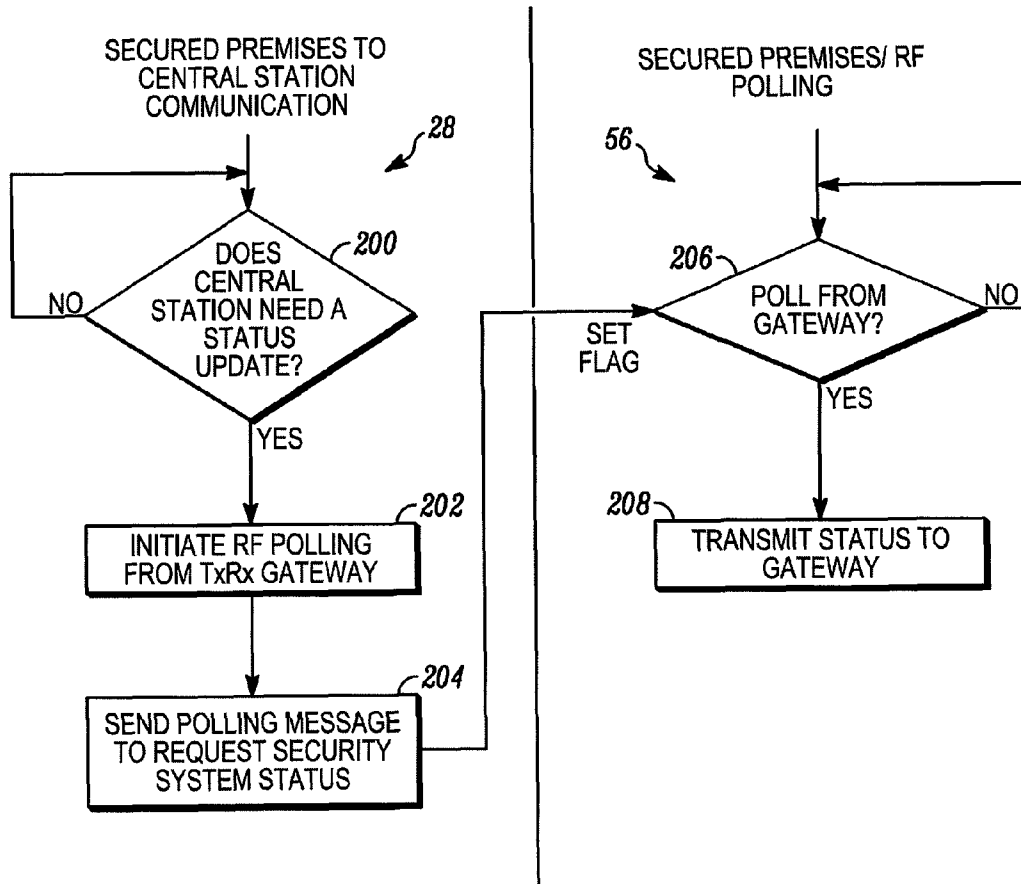 SECURED PREMISES TO
CENTRAL STATION
COMMUNICATION
28
200
DOES
CENTRAL
STATION NEED A
STATUS
UPDATE?
NO
YES
202
INITIATE RF POLLING
FROM TxRx GATEWAY
204
SEND POLLING MESSAGE
TO REQUEST SECURITY
SYSTEM STATUS
SECURED PREMISES/ RF
POLLING
56
206
POLL FROM
GATEWAY?
NO
SET
FLAG
YES
208
TRANSMIT STATUS TO
GATEWAY